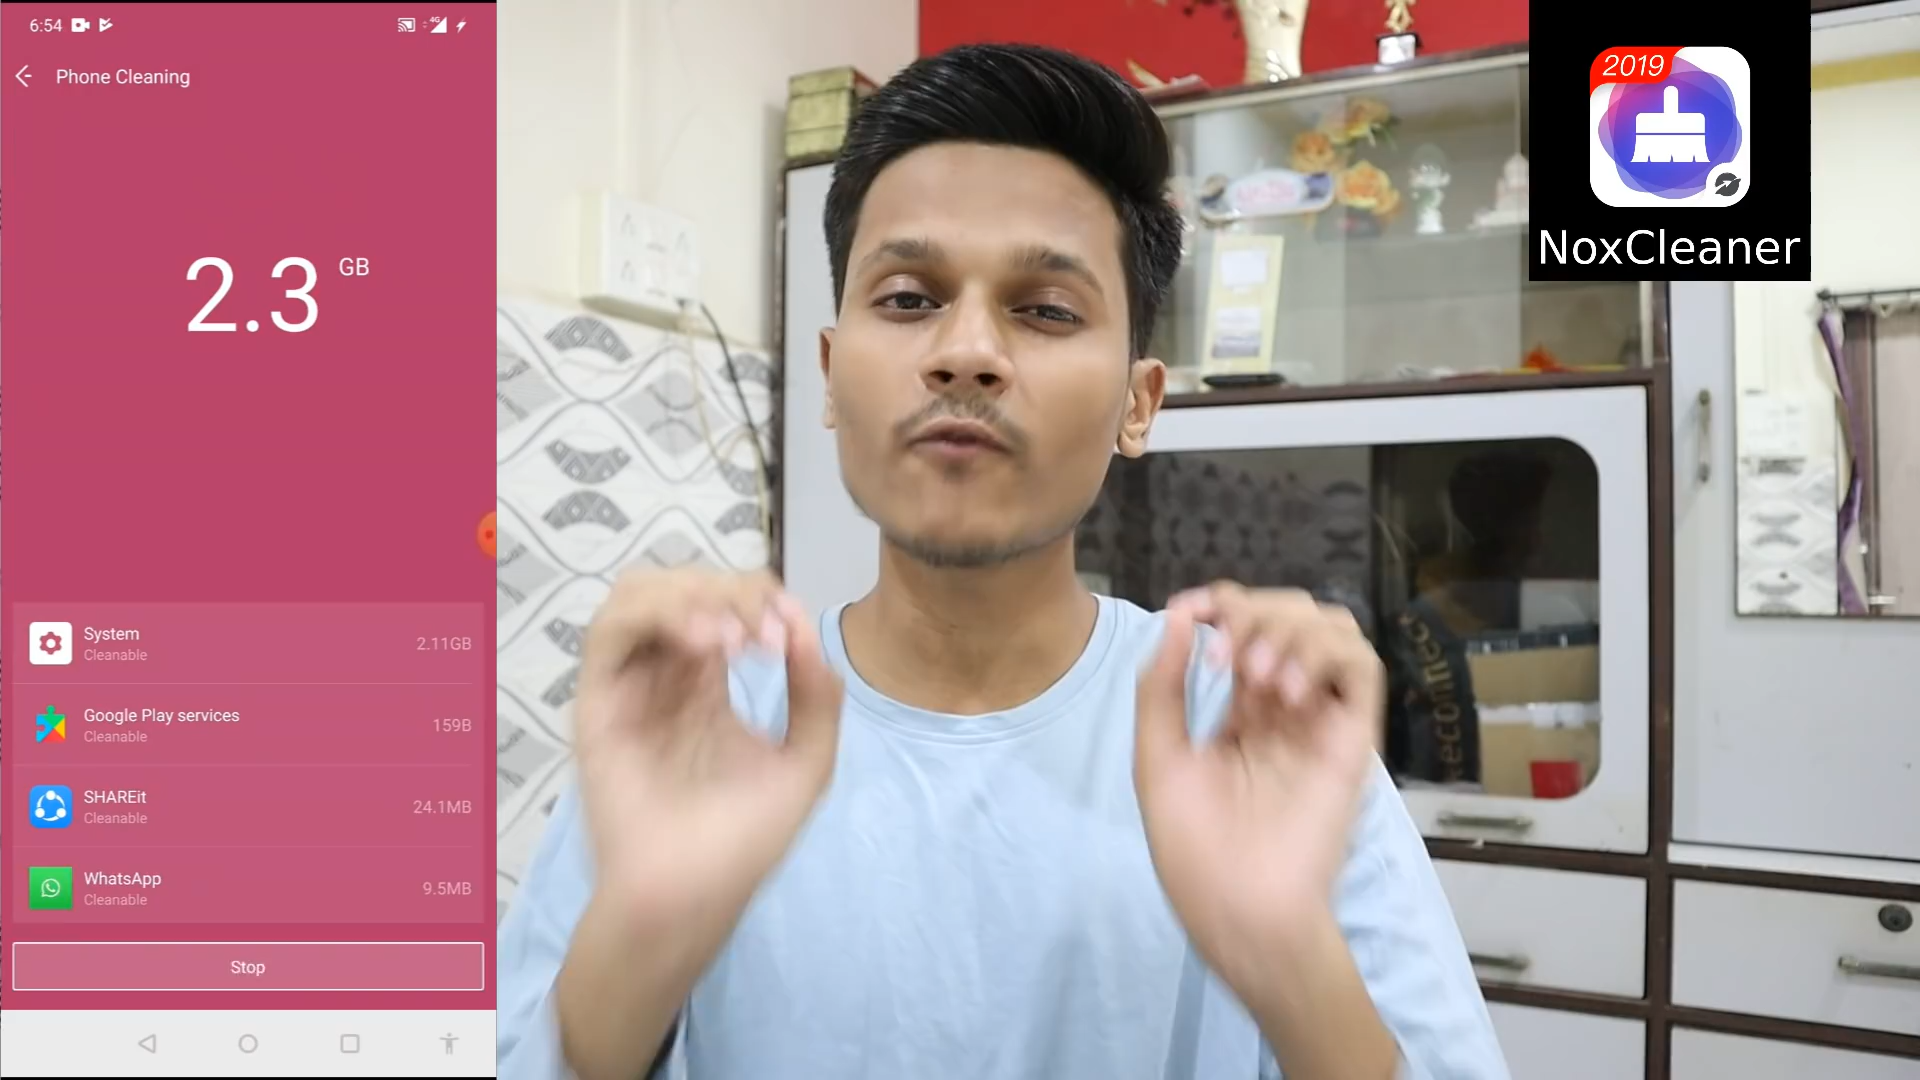 6:54
4G
Phone Cleaning
2.3 GB
System
Cleanable
2.11GB
Google Play services
Cleanable
159B
SHAREit
Cleanable
24.1MB
WhatsApp
Cleanable
9.5MB
Stop
2019
NoxCleaner